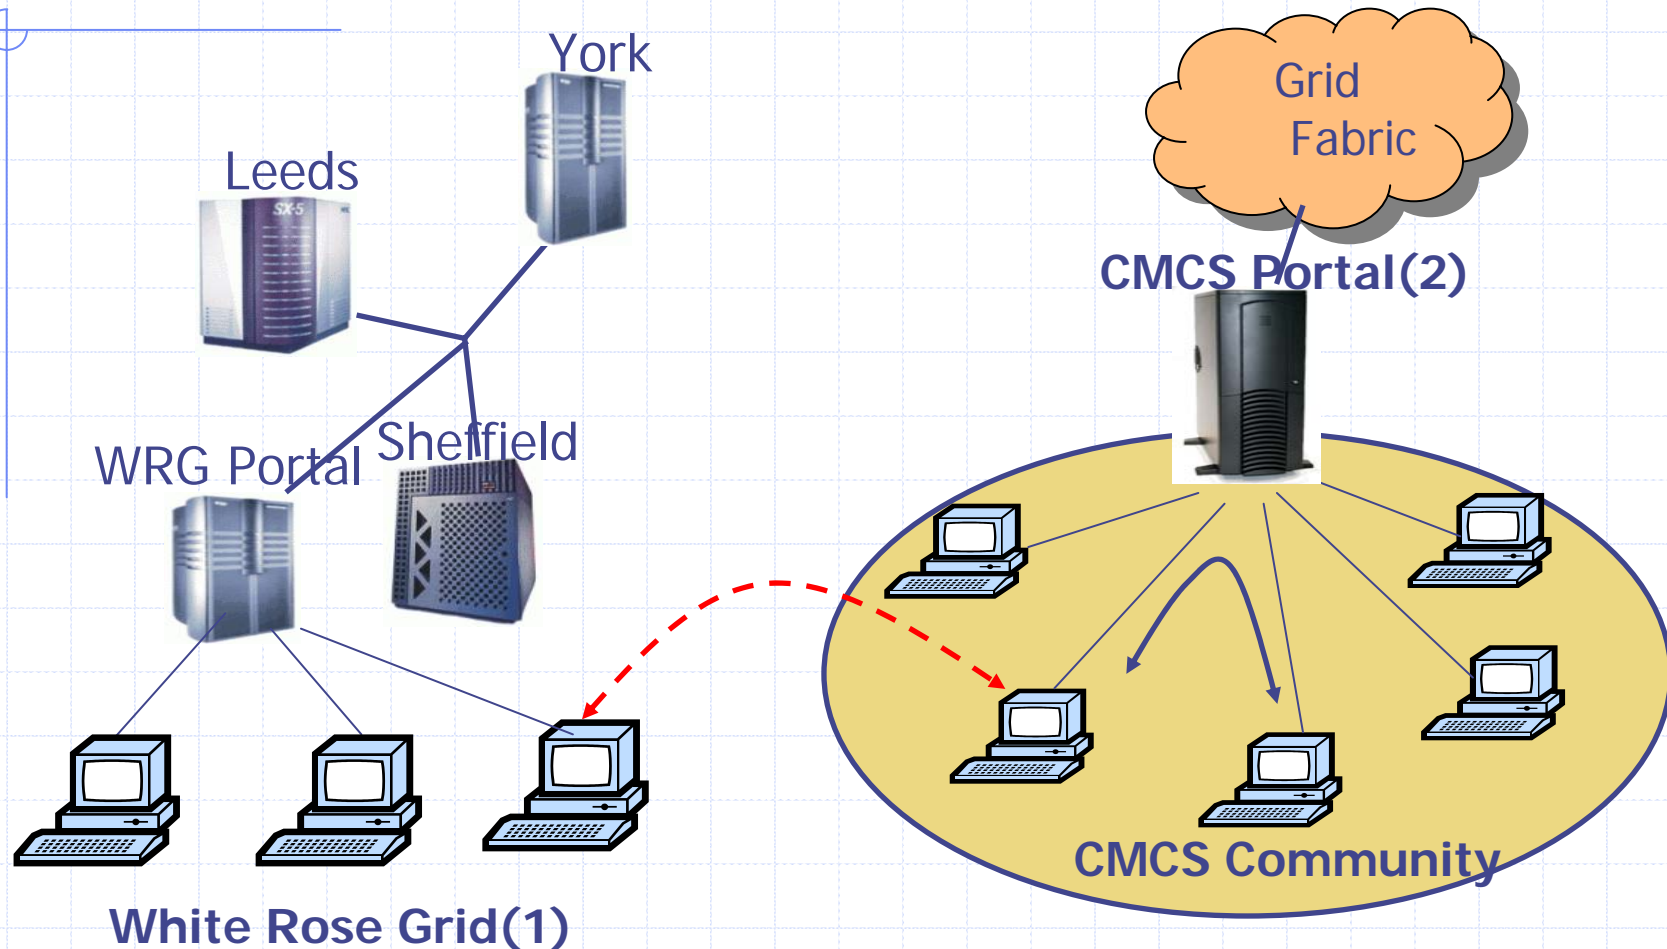 York
Leeds
SX-5
Sheffield
WRG Portal
White Rose Grid(1)
Grid
Fabric
CMCS Portal(2)
CMCS Community